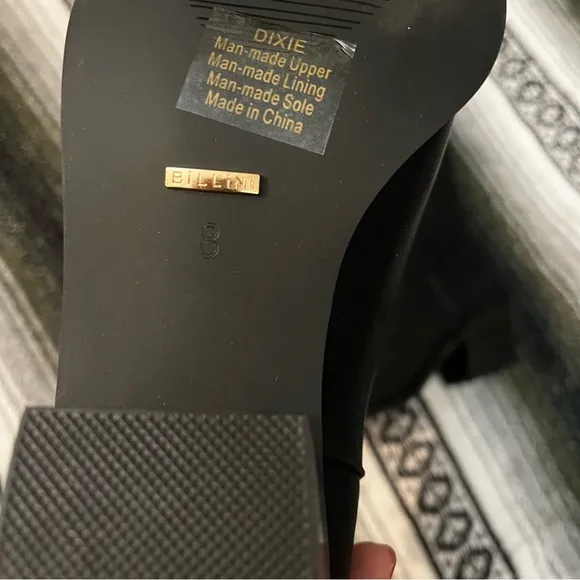 DIXIE
Man-made Upper
Man-made Lining
Man-made Sole
Made in China
BiLLiNi
8